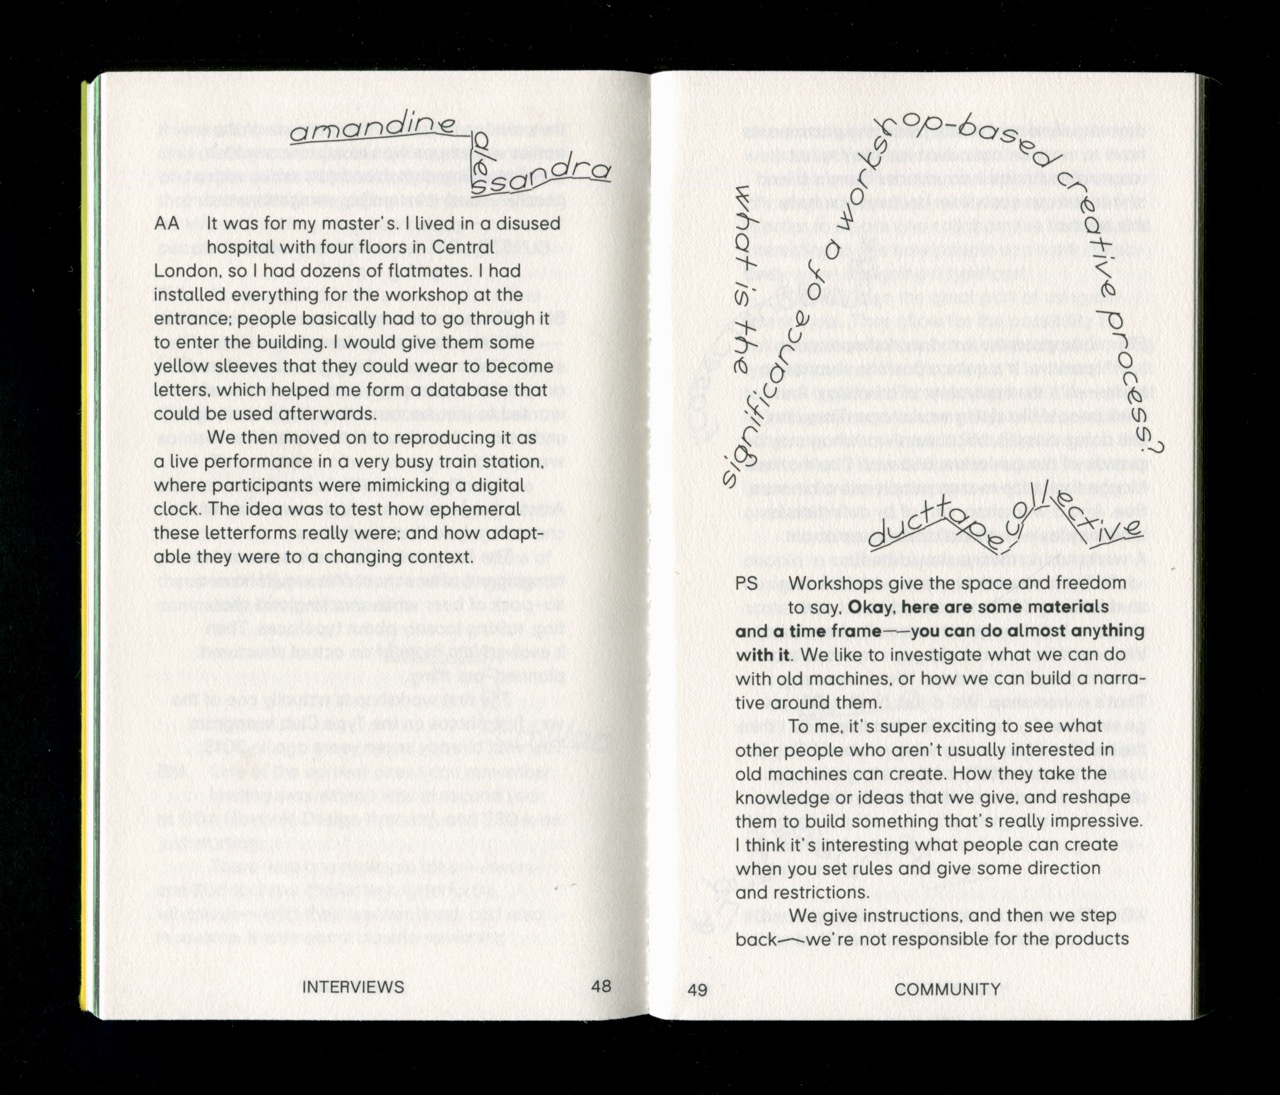 amandine
alessandra
AA It was for my master's. I lived in a disused
hospital with four floors in Central
London, so I had dozens of flatmates. I had
installed everything for the workshop at the
entrance; people basically had to go through it
to enter the building. I would give them some
yellow sleeves that they could wear to become
letters, which helped me form a database that
could be used afterwards.
We then moved on to reproducing it as
a live performance in a very busy train station,
where participants were mimicking a digital
clock. The idea was to test how ephemeral
these letterforms really were; and how adapt-
able they were to a changing context.
INTERVIEWS 48
what is the
significance of a workshop-based creative process?
ducttapecollective
PS Workshops give the space and freedom
to say, Okay, here are some materials
and a time frame—you can do almost anything
with it. We like to investigate what we can do
with old machines, or how we can build a narra-
tive around them.
To me, it's super exciting to see what
other people who aren't usually interested in
old machines can create. How they take the
knowledge or ideas that we give, and reshape
them to build something that's really impressive.
I think it's interesting what people can create
when you set rules and give some direction
and restrictions.
We give instructions, and then we step
back—we're not responsible for the products
49 COMMUNITY